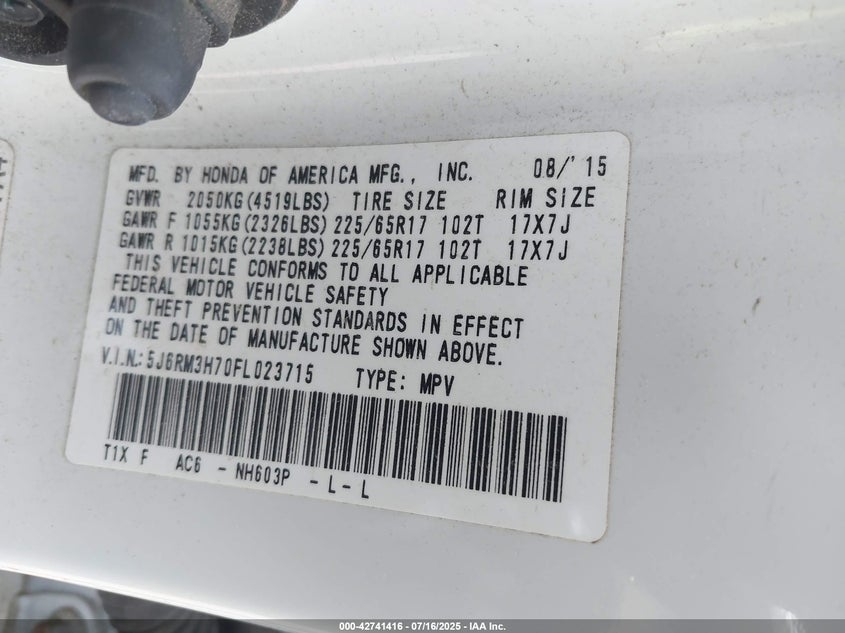 MFD. BY HONDA OF AMERICA MFG., INC. 08/'15
GVWR 2050KG(4519LBS) TIRE SIZE RIM SIZE
GAWR F 1055KG(2326LBS) 225/65R17 102T 17X7J
GAWR R 1015KG(2238LBS) 225/65R17 102T 17X7J
THIS VEHICLE CONFORMS TO ALL APPLICABLE
FEDERAL MOTOR VEHICLE SAFETY
AND THEFT PREVENTION STANDARDS IN EFFECT
ON THE DATE OF MANUFACTURE SHOWN ABOVE.
V.I.N.: 5J6RM3H70FL023715 TYPE: MPV
T1X F AC6 - NH603P - L - L
000-42741416 - 07/16/2025 - IAA Inc.